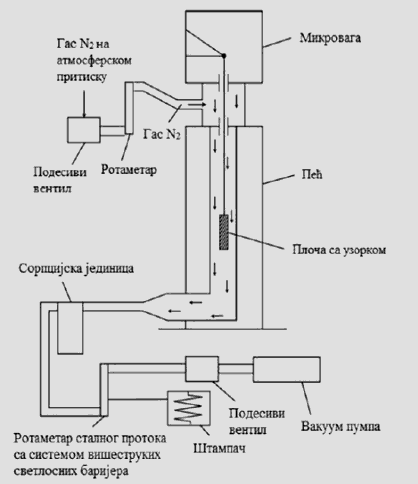 Гас N2 на
атмосферском
притиску
Микровага
Гас N2
Подесиви
вентил
Ротаметар
Пећ
Плоча са узорком
Сорпцијска јединица
Подесиви
вентил
Вакуум пумпа
Штампач
Ротаметар сталног протока
са системом вишеструких
светлосних баријера